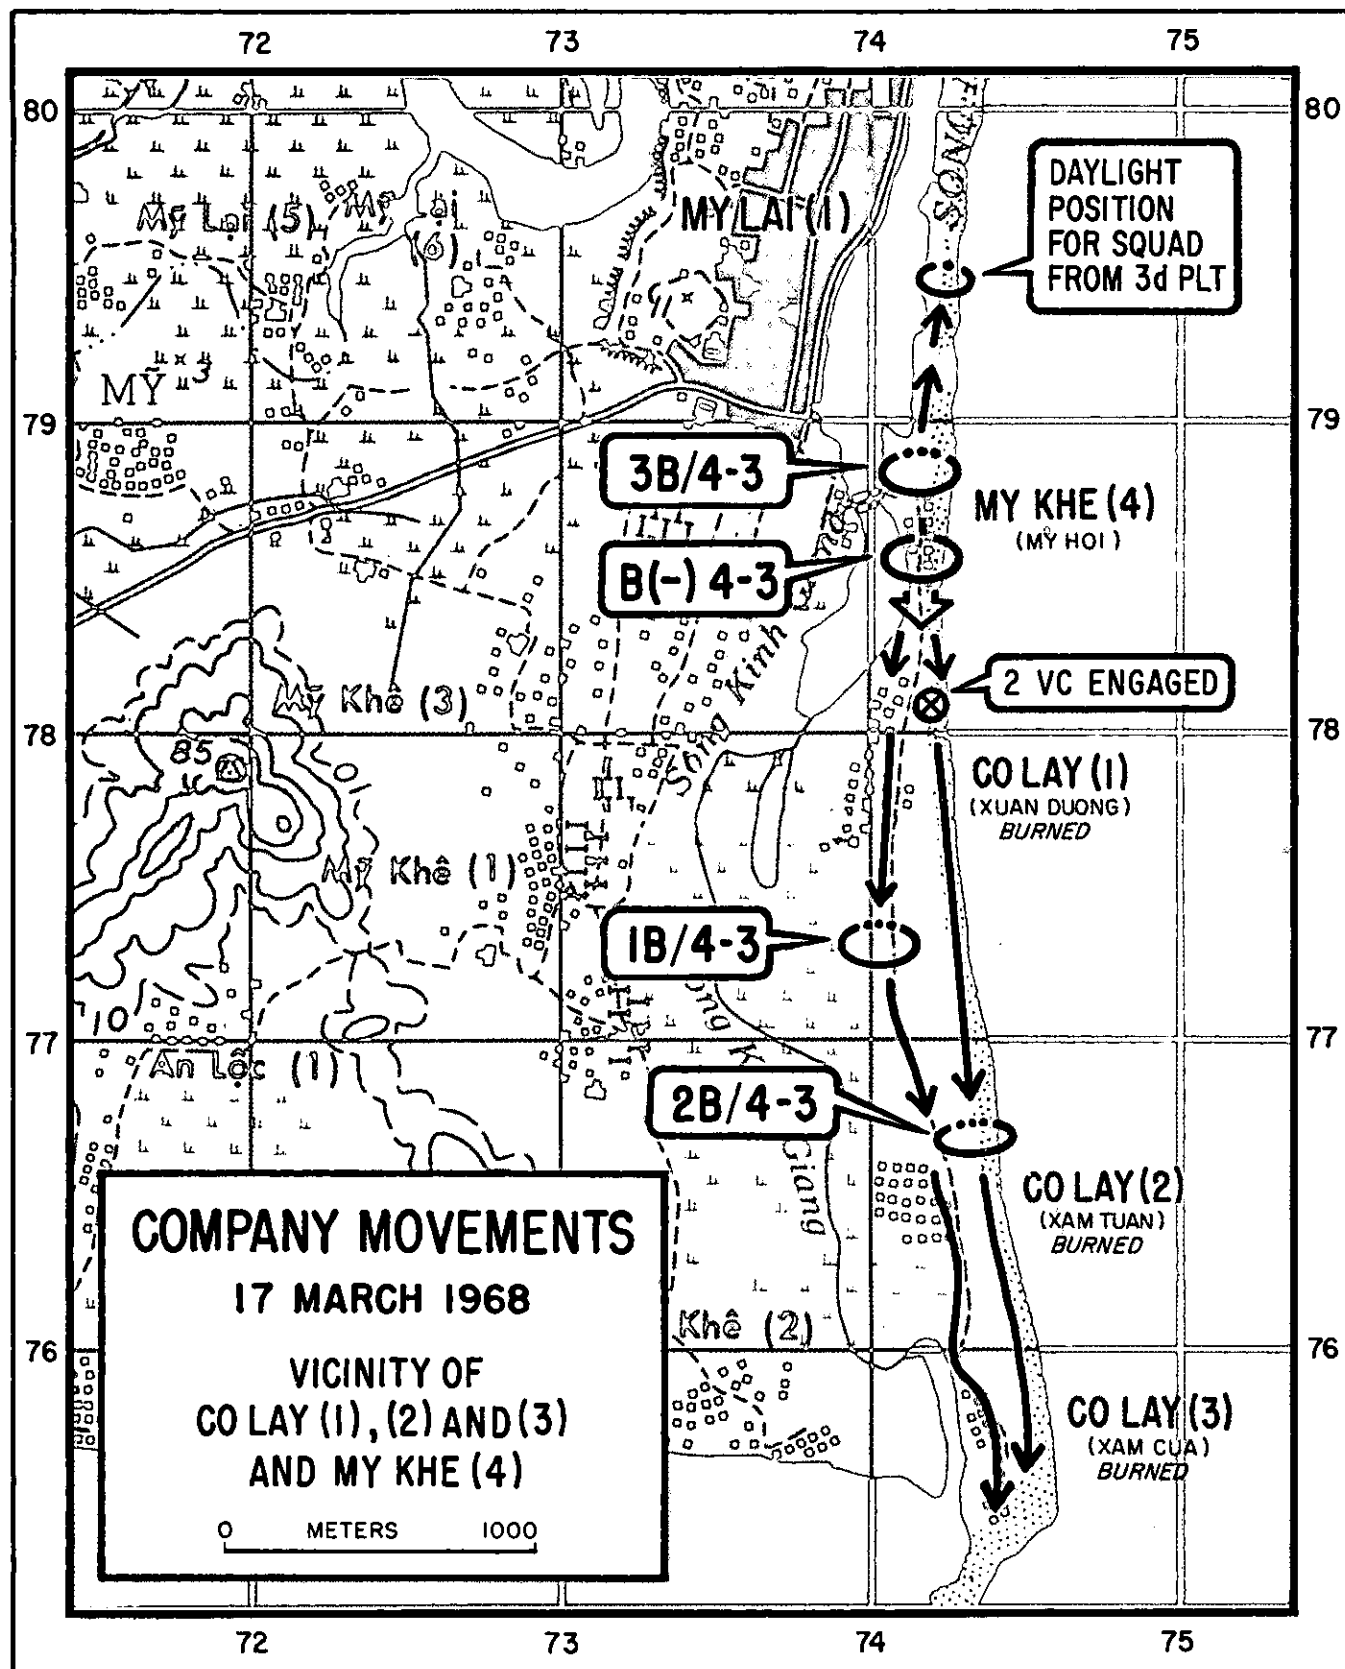 72 73 74 75
80 80
SONG
DAYLIGHT
POSITION
FOR SQUAD
FROM 3d PLT
Mỹ Lại (5)
(6)
MY LAI (1)
3
MỸ
79 79
3B/4-3
MY KHE (4)
(MY HOI)
B(-) 4-3
Mỹ Khê (3)
Sông Kinh
2 VC ENGAGED
78 78
85
10
CO LAY (1)
(XUAN DUONG)
BURNED
Mỹ Khê (1)
1B/4-3
10
77 77
An Lộc (1)
2B/4-3
Giang
CO LAY (2)
(XAM TUAN)
BURNED
COMPANY MOVEMENTS
17 MARCH 1968
Khê (2)
76 76
VICINITY OF
CO LAY (1), (2) AND (3)
AND MY KHE (4)
CO LAY (3)
(XAM CUA)
BURNED
0 METERS 1000
72 73 74 75